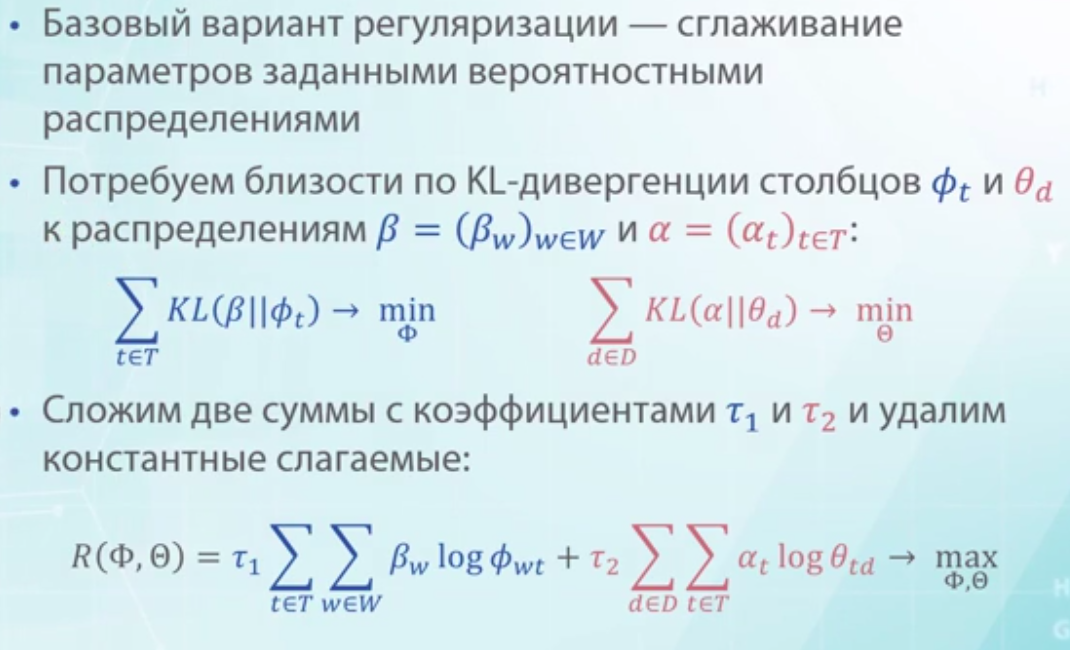 • Базовый вариант регуляризации — сглаживание
параметров заданными вероятностными
распределениями
• Потребуем близости по KL-дивергенции столбцов ϕ_t и θ_d
к распределениям β = (β_w)_{w∈W} и α = (α_t)_{t∈T}:
∑_{t∈T} KL(β||ϕ_t) → min_Φ ∑_{d∈D} KL(α||θ_d) → min_Θ
• Сложим две суммы с коэффициентами τ_1 и τ_2 и удалим
константные слагаемые:
R(Φ, Θ) = τ_1 ∑_{t∈T} ∑_{w∈W} β_w log ϕ_{wt} + τ_2 ∑_{d∈D} ∑_{t∈T} α_t log θ_{td} → max_{Φ,Θ}